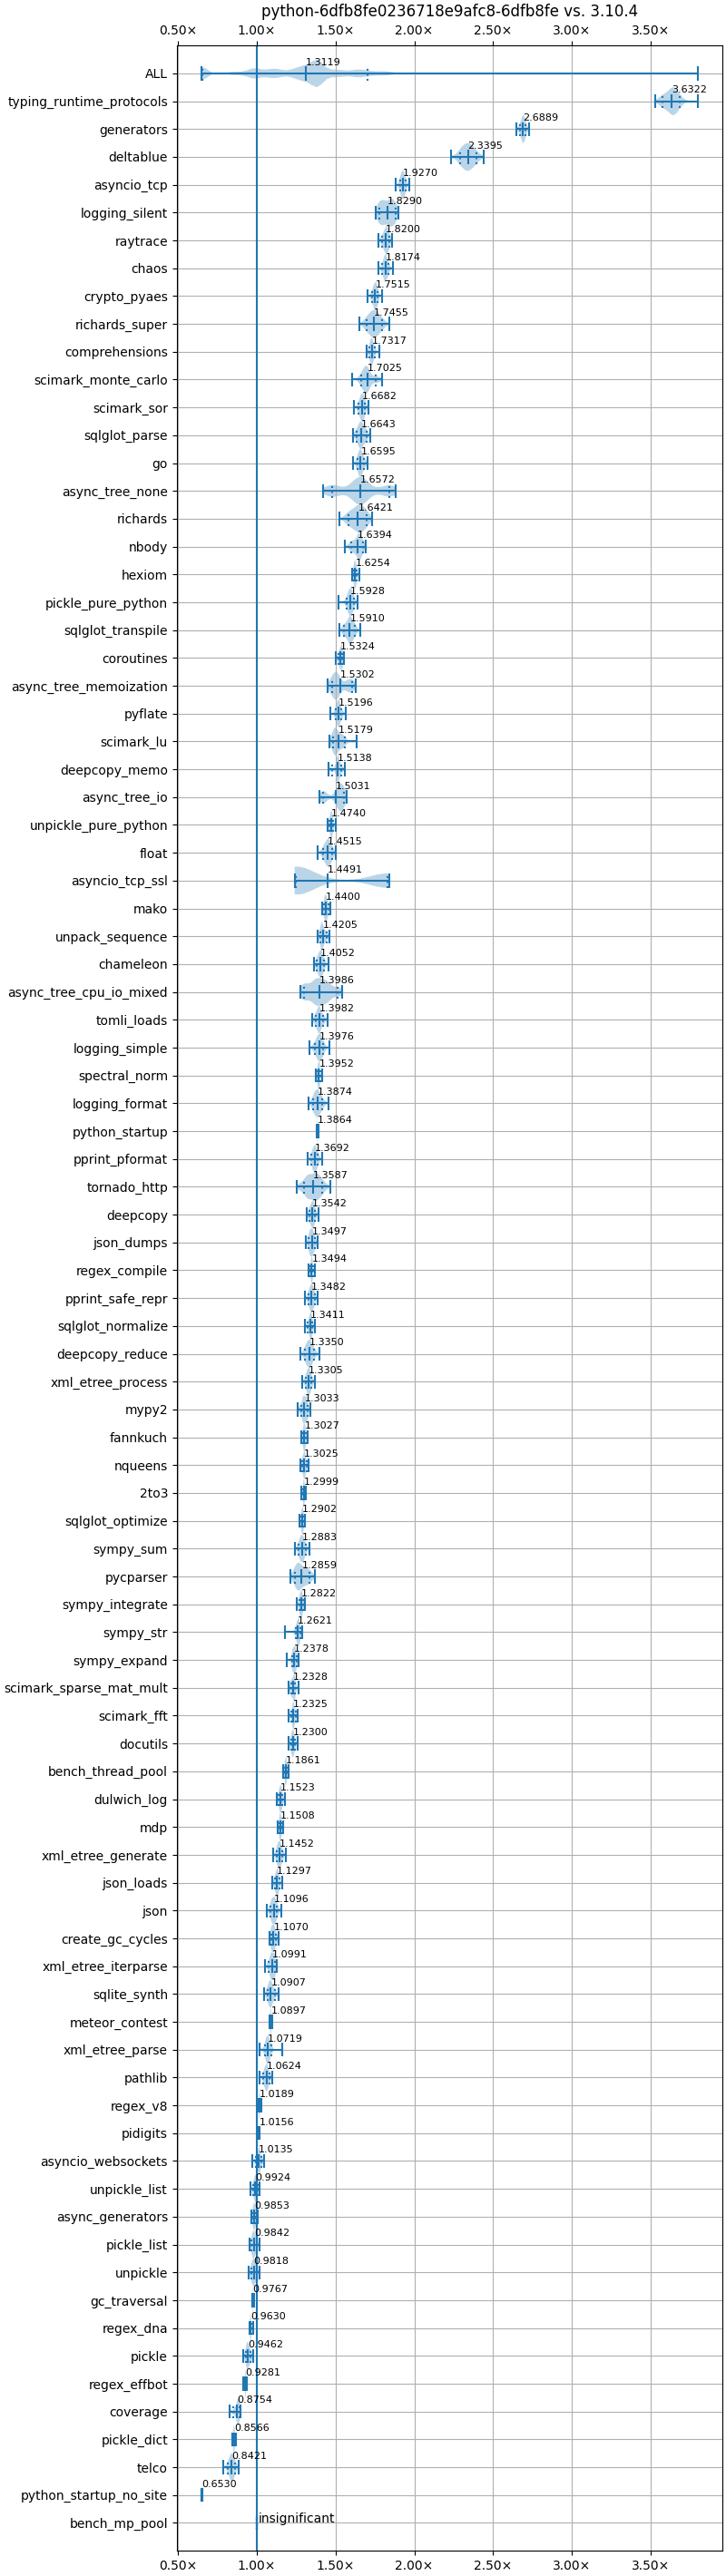 python-6dfb8fe0236718e9afc8-6dfb8fe vs. 3.10.4
0.50× 1.00× 1.50× 2.00× 2.50× 3.00× 3.50×
ALL 1.3119
typing_runtime_protocols 3.6322
generators 2.6889
deltablue 2.3395
asyncio_tcp 1.9270
logging_silent 1.8290
raytrace 1.8200
chaos 1.8174
crypto_pyaes 1.7515
richards_super 1.7455
comprehensions 1.7317
scimark_monte_carlo 1.7025
scimark_sor 1.6682
sqlglot_parse 1.6643
go 1.6595
async_tree_none 1.6572
richards 1.6421
nbody 1.6394
hexiom 1.6254
pickle_pure_python 1.5928
sqlglot_transpile 1.5910
coroutines 1.5324
async_tree_memoization 1.5302
pyflate 1.5196
scimark_lu 1.5179
deepcopy_memo 1.5138
async_tree_io 1.5031
unpickle_pure_python 1.4740
float 1.4515
asyncio_tcp_ssl 1.4491
mako 1.4400
unpack_sequence 1.4205
chameleon 1.4052
async_tree_cpu_io_mixed 1.3986
tomli_loads 1.3982
logging_simple 1.3976
spectral_norm 1.3952
logging_format 1.3874
python_startup 1.3864
pprint_pformat 1.3692
tornado_http 1.3587
deepcopy 1.3542
json_dumps 1.3497
regex_compile 1.3494
pprint_safe_repr 1.3482
sqlglot_normalize 1.3411
deepcopy_reduce 1.3350
xml_etree_process 1.3305
mypy2 1.3033
fannkuch 1.3027
nqueens 1.3025
2to3 1.2999
sqlglot_optimize 1.2902
sympy_sum 1.2883
pycparser 1.2859
sympy_integrate 1.2822
sympy_str 1.2621
sympy_expand 1.2378
scimark_sparse_mat_mult 1.2328
scimark_fft 1.2325
docutils 1.2300
bench_thread_pool 1.1861
dulwich_log 1.1523
mdp 1.1508
xml_etree_generate 1.1452
json_loads 1.1297
json 1.1096
create_gc_cycles 1.1070
xml_etree_iterparse 1.0991
sqlite_synth 1.0907
meteor_contest 1.0897
xml_etree_parse 1.0719
pathlib 1.0624
regex_v8 1.0189
pidigits 1.0156
asyncio_websockets 1.0135
unpickle_list 0.9924
async_generators 0.9853
pickle_list 0.9842
unpickle 0.9818
gc_traversal 0.9767
regex_dna 0.9630
pickle 0.9462
regex_effbot 0.9281
coverage 0.8754
pickle_dict 0.8566
telco 0.8421
python_startup_no_site 0.6530
bench_mp_pool insignificant
0.50× 1.00× 1.50× 2.00× 2.50× 3.00× 3.50×